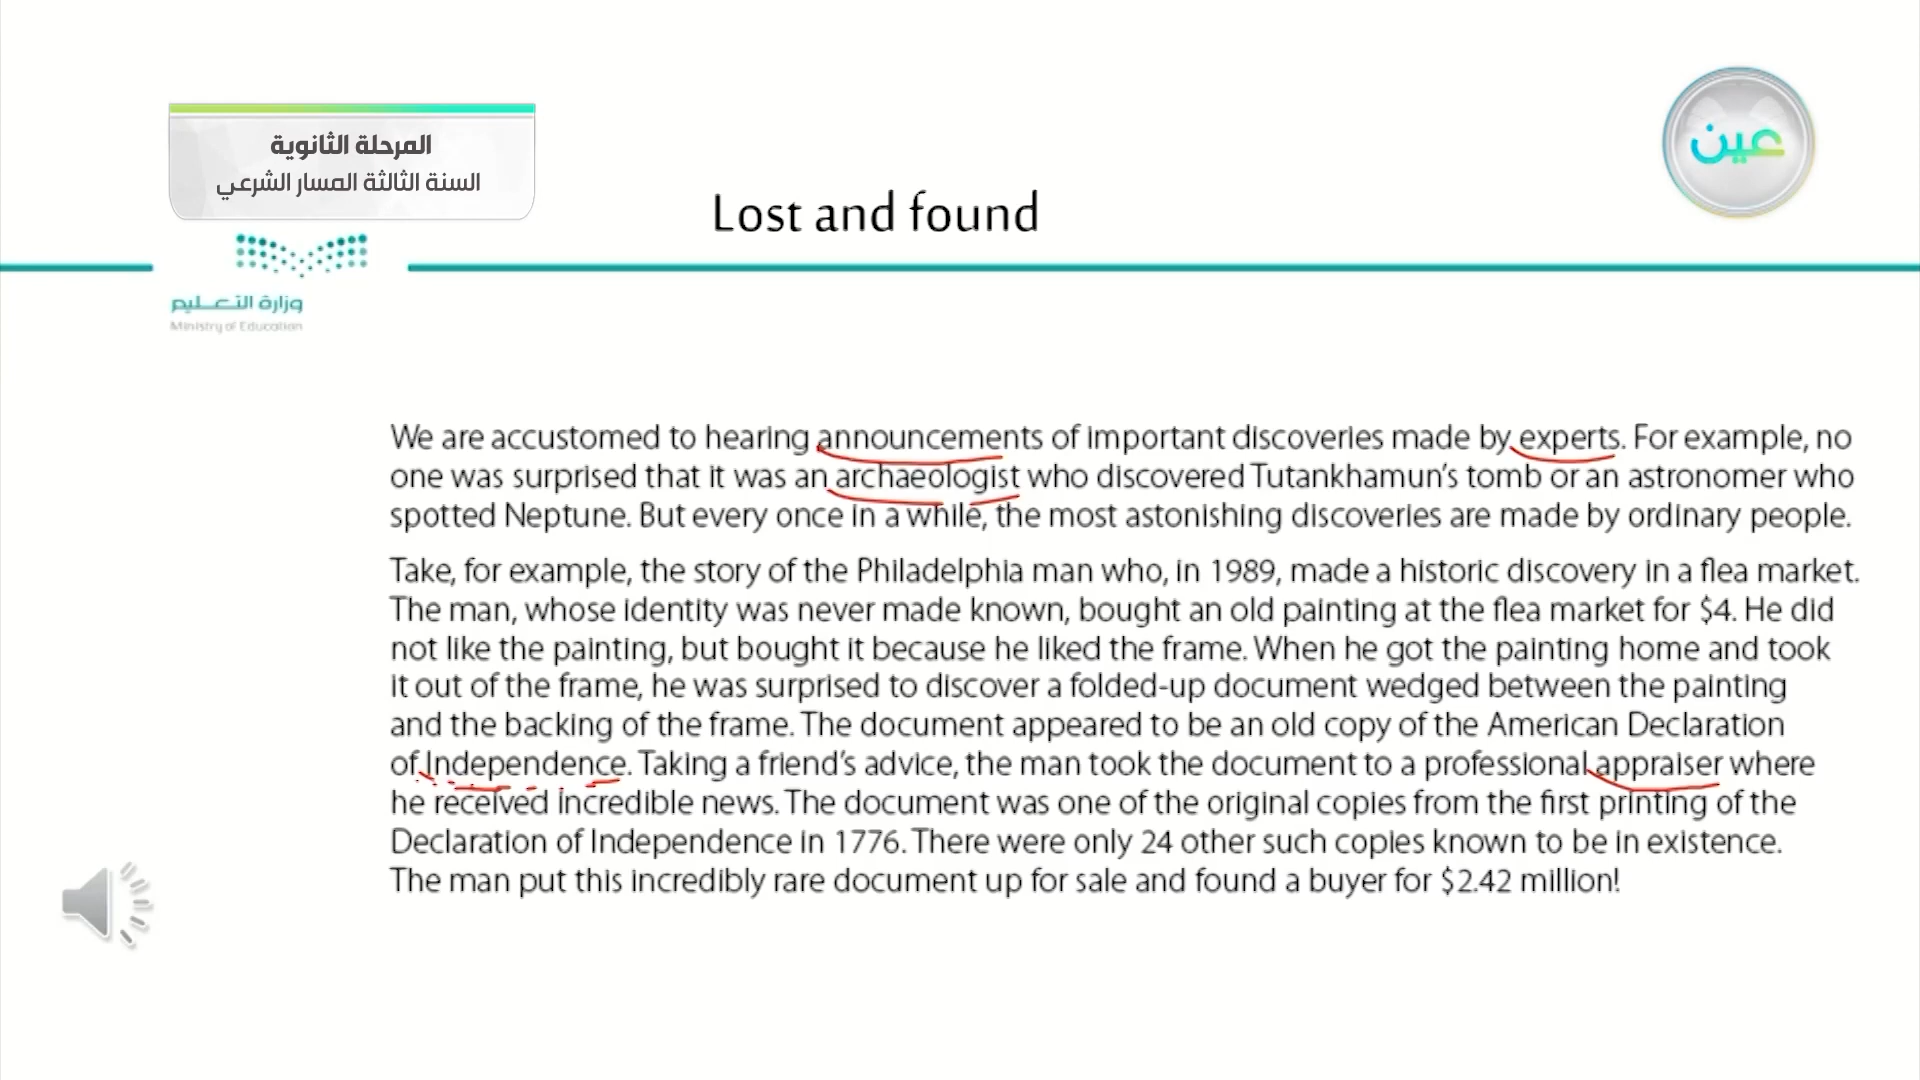 المرحلة الثانوية
السنة الثالثة المسار الشرعي
عين
Lost and found
وزارة التعليم
Ministry of Education
We are accustomed to hearing announcements of important discoveries made by experts. For example, no
one was surprised that it was an archaeologist who discovered Tutankhamun's tomb or an astronomer who
spotted Neptune. But every once in a while, the most astonishing discoveries are made by ordinary people.
Take, for example, the story of the Philadelphia man who, in 1989, made a historic discovery in a flea market.
The man, whose identity was never made known, bought an old painting at the flea market for $4. He did
not like the painting, but bought it because he liked the frame. When he got the painting home and took
it out of the frame, he was surprised to discover a folded-up document wedged between the painting
and the backing of the frame. The document appeared to be an old copy of the American Declaration
of Independence. Taking a friend's advice, the man took the document to a professional appraiser where
he received incredible news. The document was one of the original copies from the first printing of the
Declaration of Independence in 1776. There were only 24 other such copies known to be in existence.
The man put this incredibly rare document up for sale and found a buyer for $2.42 million!